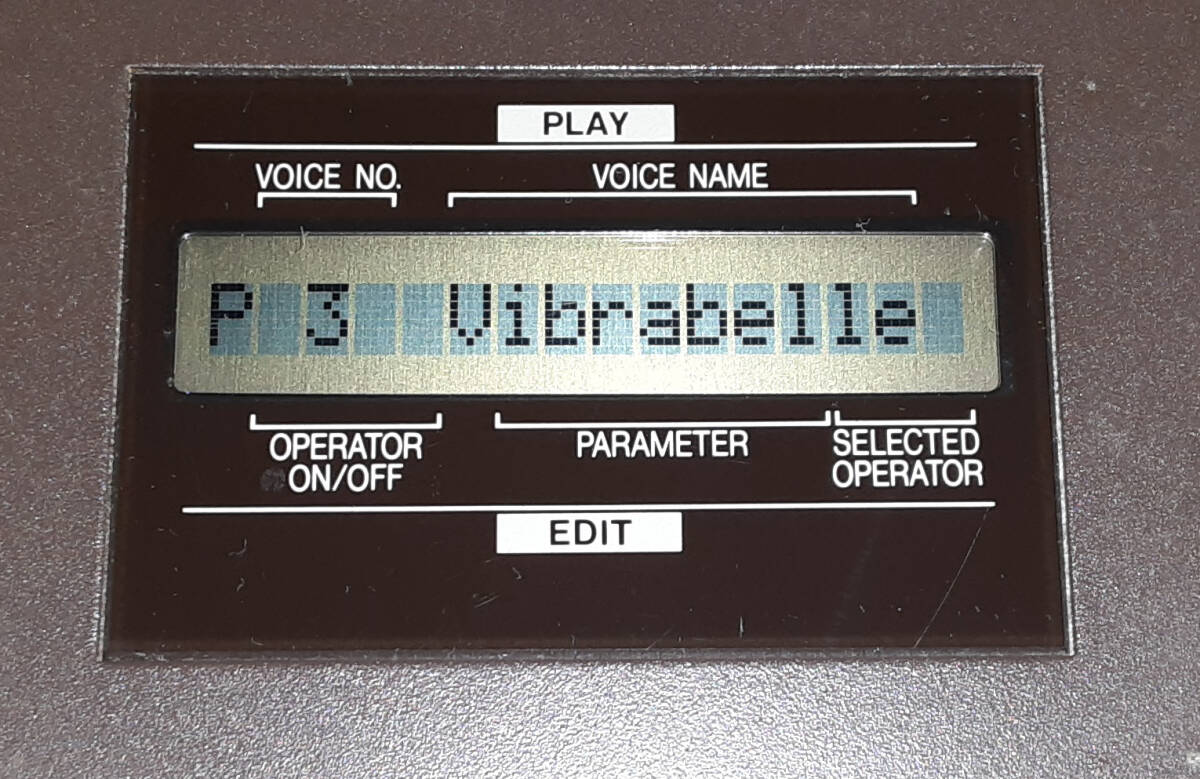 PLAY
VOICE NO. VOICE NAME
P 3 Vibrabelle
OPERATOR ON/OFF PARAMETER SELECTED OPERATOR
EDIT